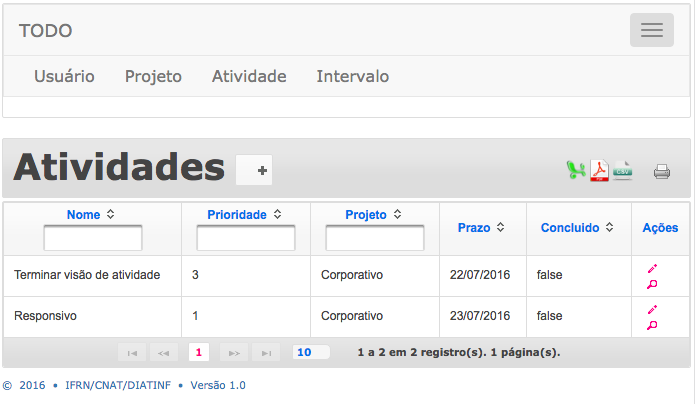 TODO
Usuário Projeto Atividade Intervalo
Atividades +
PDF CSV
Nome Prioridade Projeto Prazo Concluido Ações
Terminar visão de atividade 3 Corporativo 22/07/2016 false
Responsivo 1 Corporativo 23/07/2016 false
1 10 1 a 2 em 2 registro(s). 1 página(s).
© 2016 • IFRN/CNAT/DIATINF • Versão 1.0